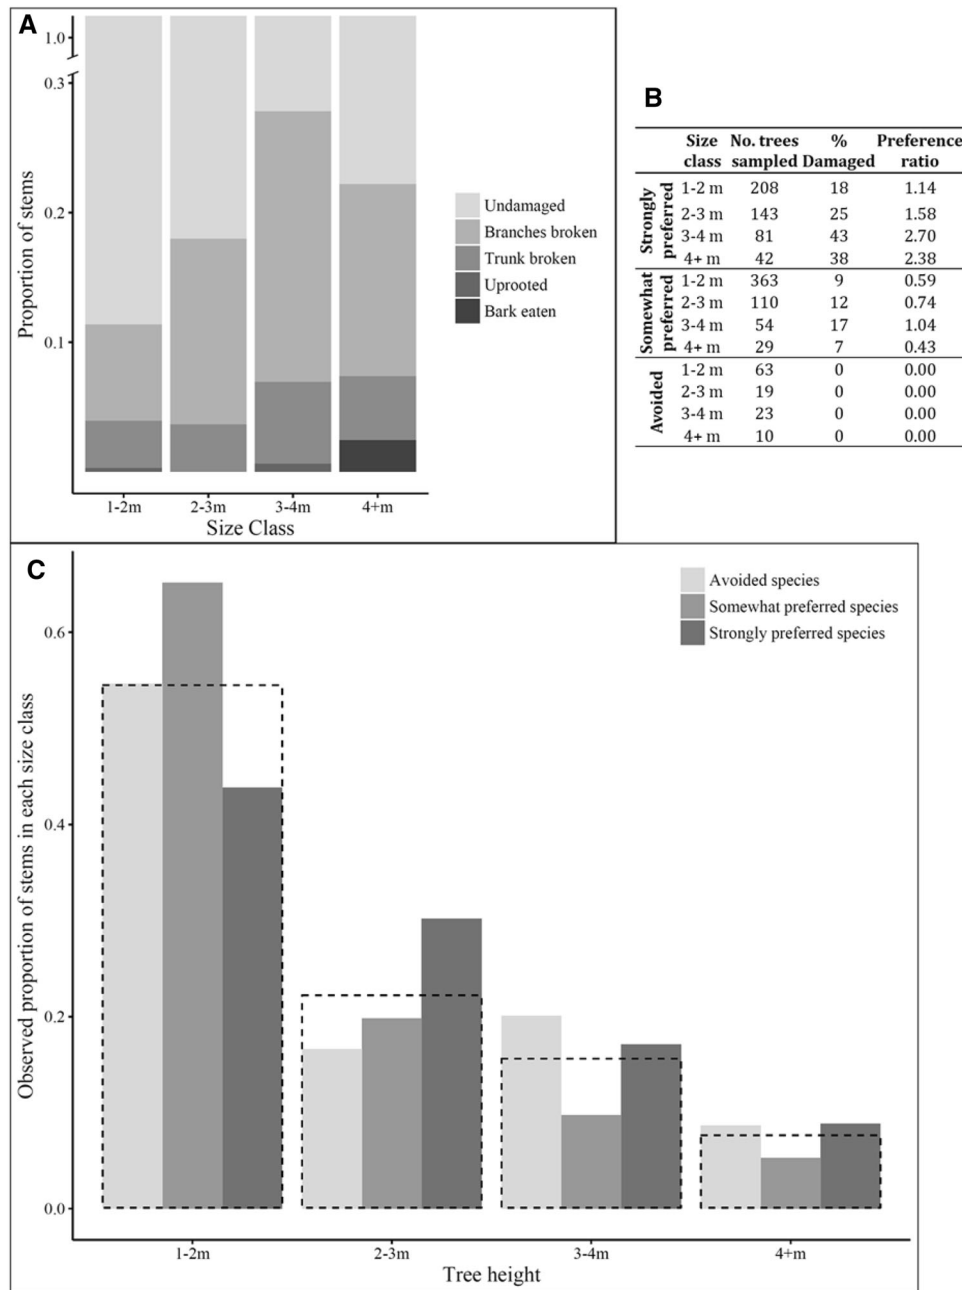 A
1.0
0.3
0.2
0.1
Proportion of stems
1-2m 2-3m 3-4m 4+m
Size Class
Undamaged
Branches broken
Trunk broken
Uprooted
Bark eaten
B
Size No. trees % Preference
class sampled Damaged ratio
Strongly
preferred
1-2 m 208 18 1.14
2-3 m 143 25 1.58
3-4 m 81 43 2.70
4+ m 42 38 2.38
Somewhat
preferred
1-2 m 363 9 0.59
2-3 m 110 12 0.74
3-4 m 54 17 1.04
4+ m 29 7 0.43
Avoided
1-2 m 63 0 0.00
2-3 m 19 0 0.00
3-4 m 23 0 0.00
4+ m 10 0 0.00
C
Avoided species
Somewhat preferred species
Strongly preferred species
0.6
0.4
0.2
0.0
Observed proportion of stems in each size class
1-2m 2-3m 3-4m 4+m
Tree height